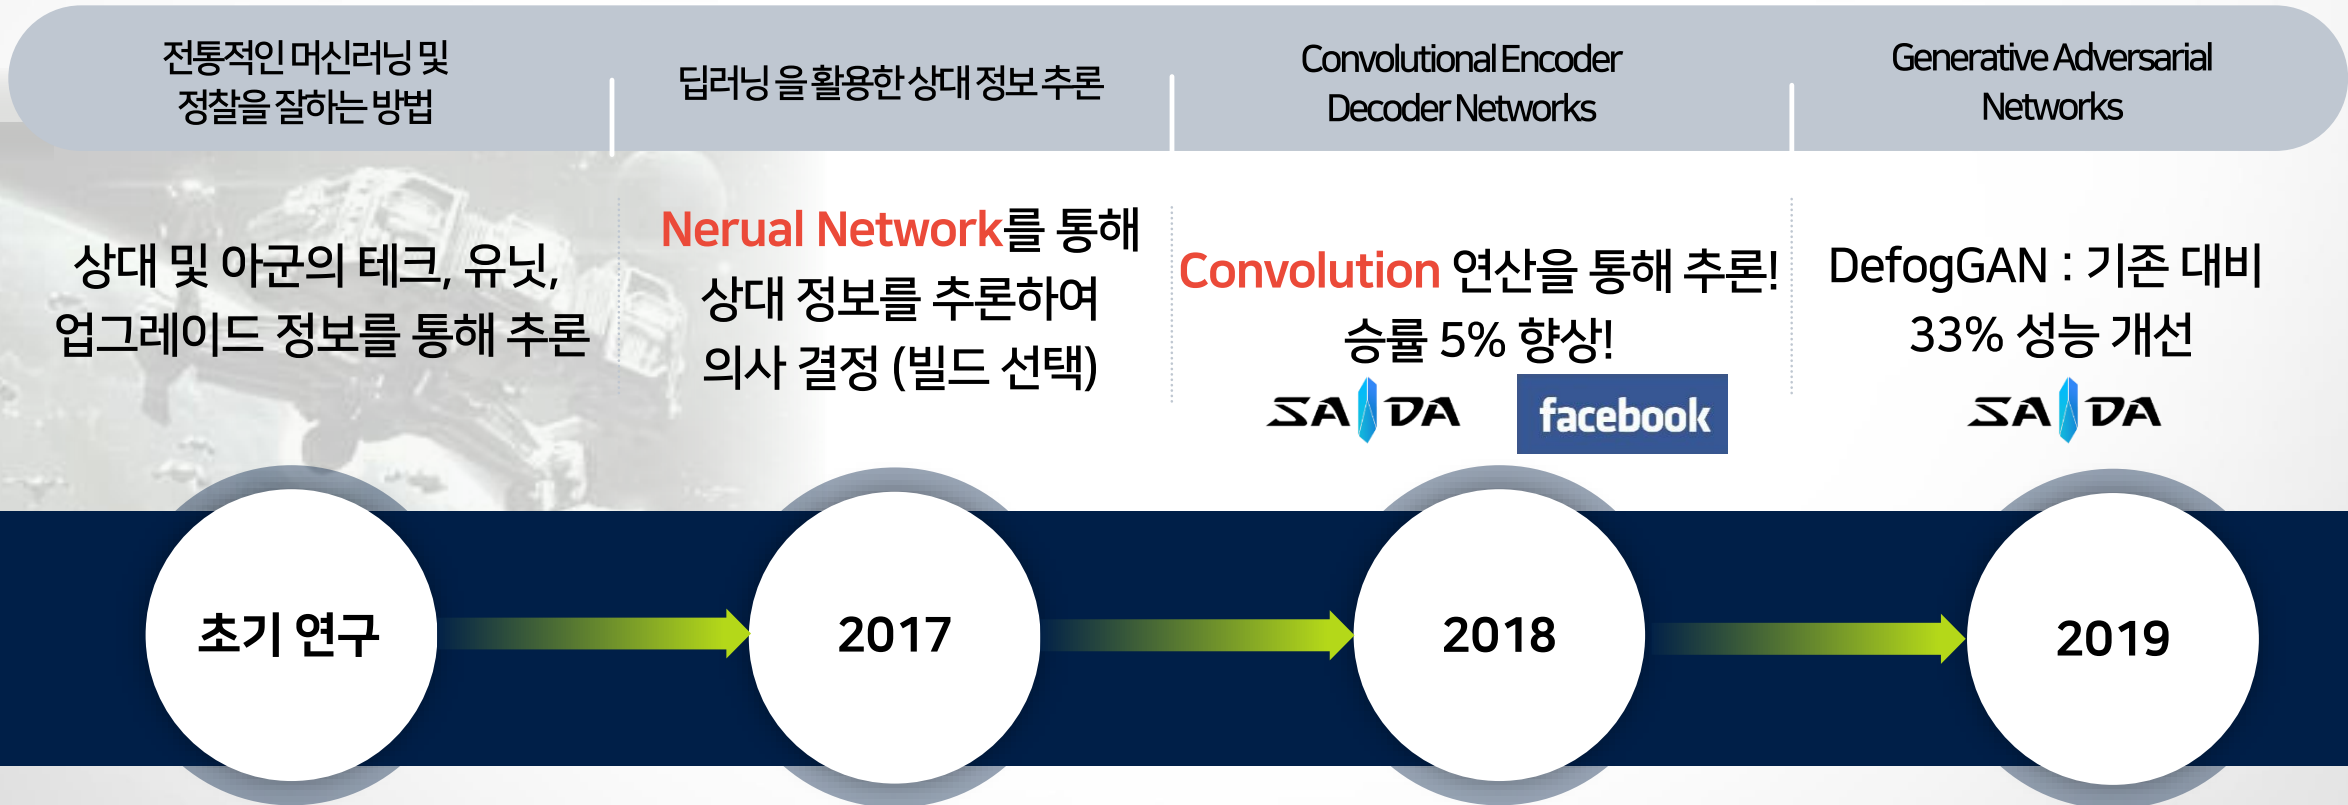 전통적인 머신러닝 및
정찰을 잘하는 방법
딥러닝 을 활용한 상대 정보 추론
Convolutional Encoder
Decoder Networks
Generative Adversarial
Networks
상대 및 아군의 테크, 유닛,
업그레이드 정보를 통해 추론
Nerual Network를 통해
상대 정보를 추론하여
의사 결정 (빌드 선택)
Convolution 연산을 통해 추론!
승률 5% 향상!
SAIDA
facebook
DefogGAN : 기존 대비
33% 성능 개선
SAIDA
초기 연구
2017
2018
2019